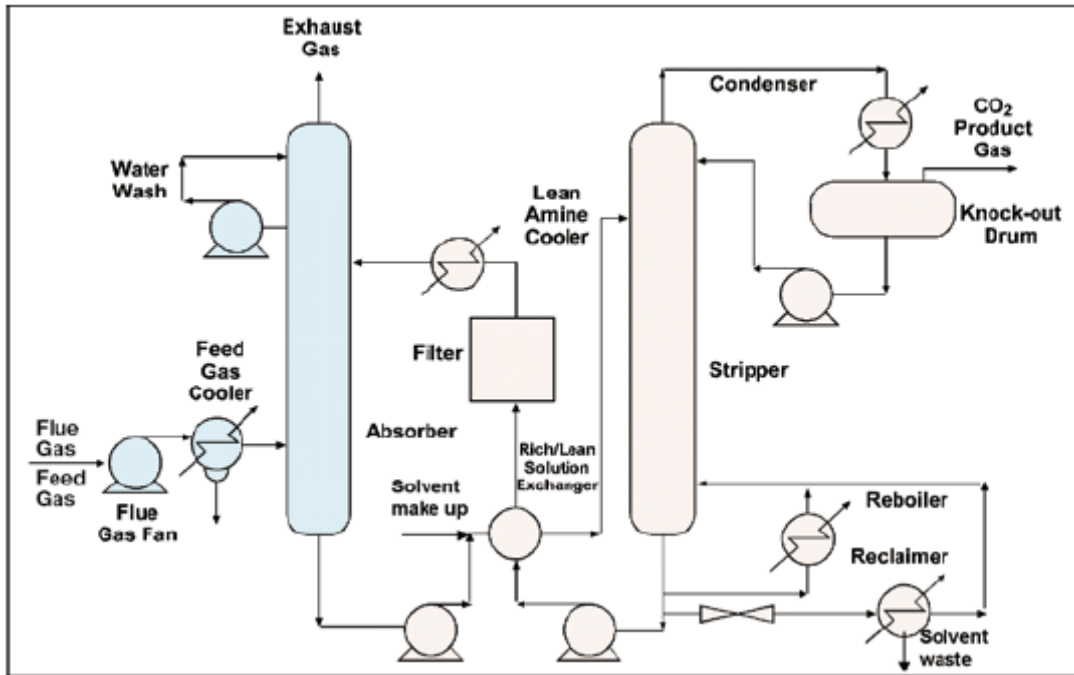 Exhaust
Gas
Condenser
CO2
Product
Gas
Water
Wash
Lean
Amine
Cooler
Knock-out
Drum
Feed
Gas
Cooler
Filter
Stripper
Flue
Gas
Feed
Gas
Absorber
Rich/Lean
Solution
Exchanger
Solvent
make up
Flue
Gas Fan
Reboiler
Reclaimer
Solvent
waste